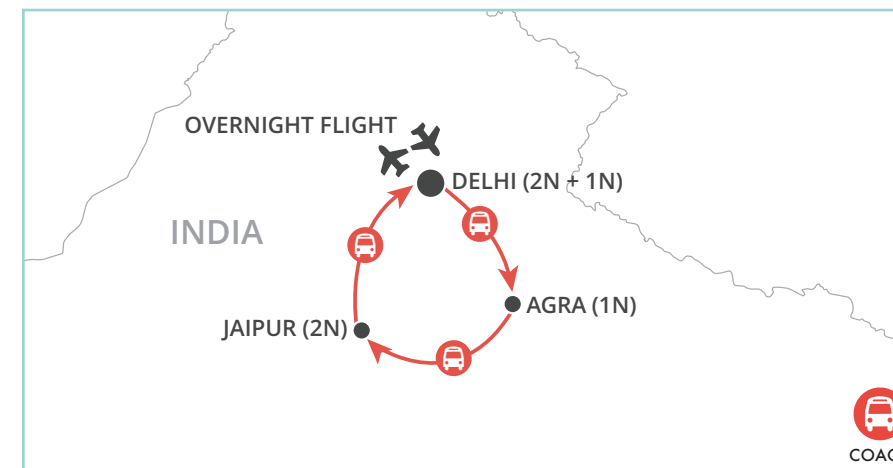 OVERNIGHT FLIGHT
DELHI (2N + 1N)
INDIA
AGRA (1N)
JAIPUR (2N)